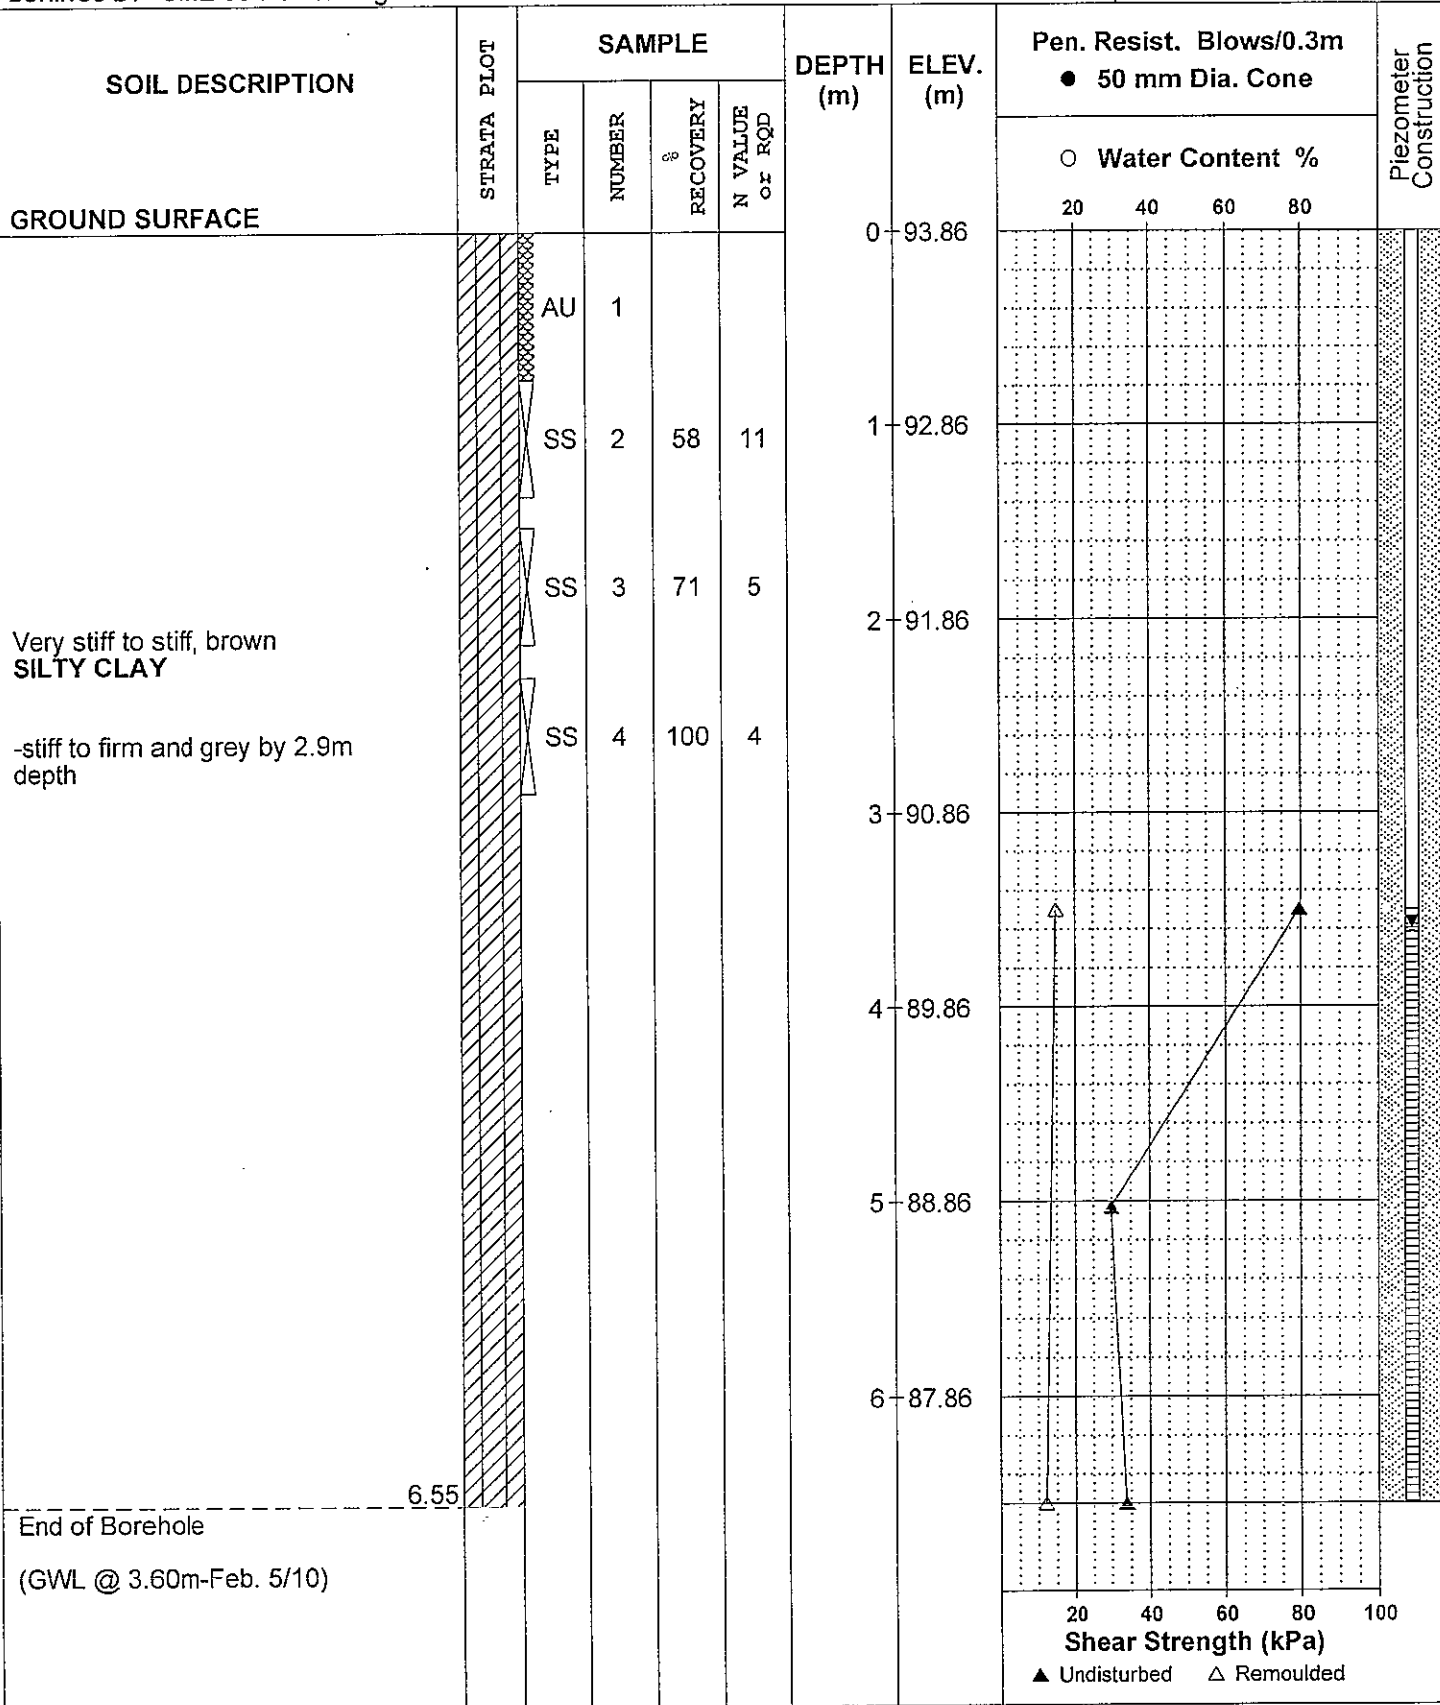 SOIL DESCRIPTION
GROUND SURFACE
STRATA PLOT
SAMPLE
TYPE
NUMBER
% RECOVERY
N VALUE or RQD
DEPTH (m)
ELEV. (m)
Pen. Resist. Blows/0.3m
● 50 mm Dia. Cone
○ Water Content %
20 40 60 80
Piezometer Construction
0 93.86
AU 1
1 92.86
SS 2 58 11
SS 3 71 5
2 91.86
Very stiff to stiff, brown
SILTY CLAY
SS 4 100 4
-stiff to firm and grey by 2.9m
depth
3 90.86
4 89.86
5 88.86
6 87.86
6.55
End of Borehole
(GWL @ 3.60m-Feb. 5/10)
20 40 60 80 100
Shear Strength (kPa)
▲ Undisturbed △ Remoulded